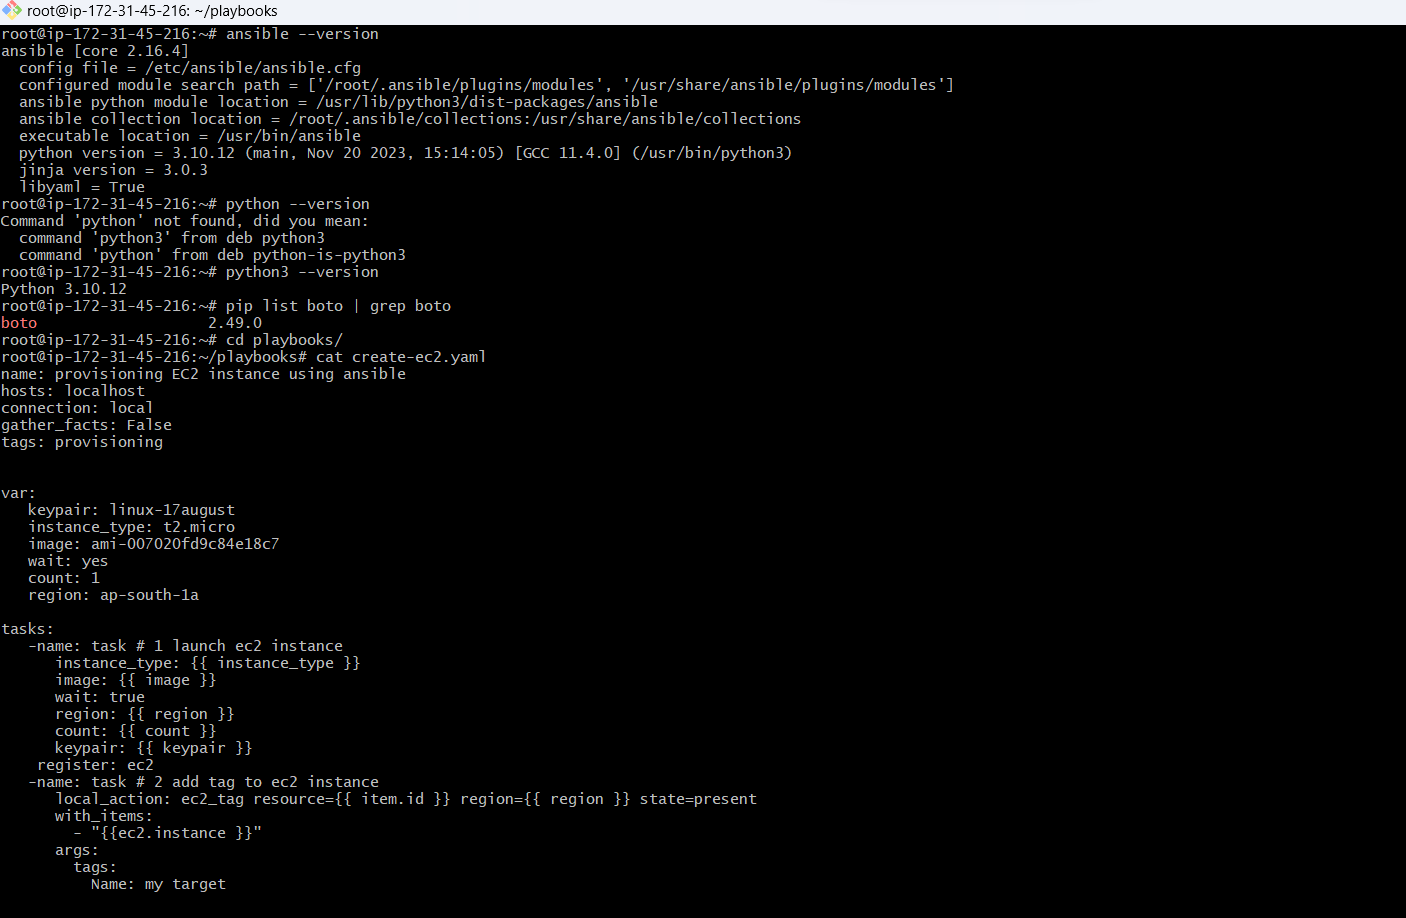 root@ip-172-31-45-216: ~/playbooks
root@ip-172-31-45-216:~# ansible --version
ansible [core 2.16.4]
  config file = /etc/ansible/ansible.cfg
  configured module search path = ['/root/.ansible/plugins/modules', '/usr/share/ansible/plugins/modules']
  ansible python module location = /usr/lib/python3/dist-packages/ansible
  ansible collection location = /root/.ansible/collections:/usr/share/ansible/collections
  executable location = /usr/bin/ansible
  python version = 3.10.12 (main, Nov 20 2023, 15:14:05) [GCC 11.4.0] (/usr/bin/python3)
  jinja version = 3.0.3
  libyaml = True
root@ip-172-31-45-216:~# python --version
Command 'python' not found, did you mean:
  command 'python3' from deb python3
  command 'python' from deb python-is-python3
root@ip-172-31-45-216:~# python3 --version
Python 3.10.12
root@ip-172-31-45-216:~# pip list boto | grep boto
boto                   2.49.0
root@ip-172-31-45-216:~# cd playbooks/
root@ip-172-31-45-216:~/playbooks# cat create-ec2.yaml
name: provisioning EC2 instance using ansible
hosts: localhost
connection: local
gather_facts: False
tags: provisioning
var:
   keypair: linux-17august
   instance_type: t2.micro
   image: ami-007020fd9c84e18c7
   wait: yes
   count: 1
   region: ap-south-1a
tasks:
   -name: task # 1 launch ec2 instance
      instance_type: {{ instance_type }}
      image: {{ image }}
      wait: true
      region: {{ region }}
      count: {{ count }}
      keypair: {{ keypair }}
    register: ec2
   -name: task # 2 add tag to ec2 instance
      local_action: ec2_tag resource={{ item.id }} region={{ region }} state=present
      with_items:
        - "{{ec2.instance }}"
      args:
        tags:
          Name: my target